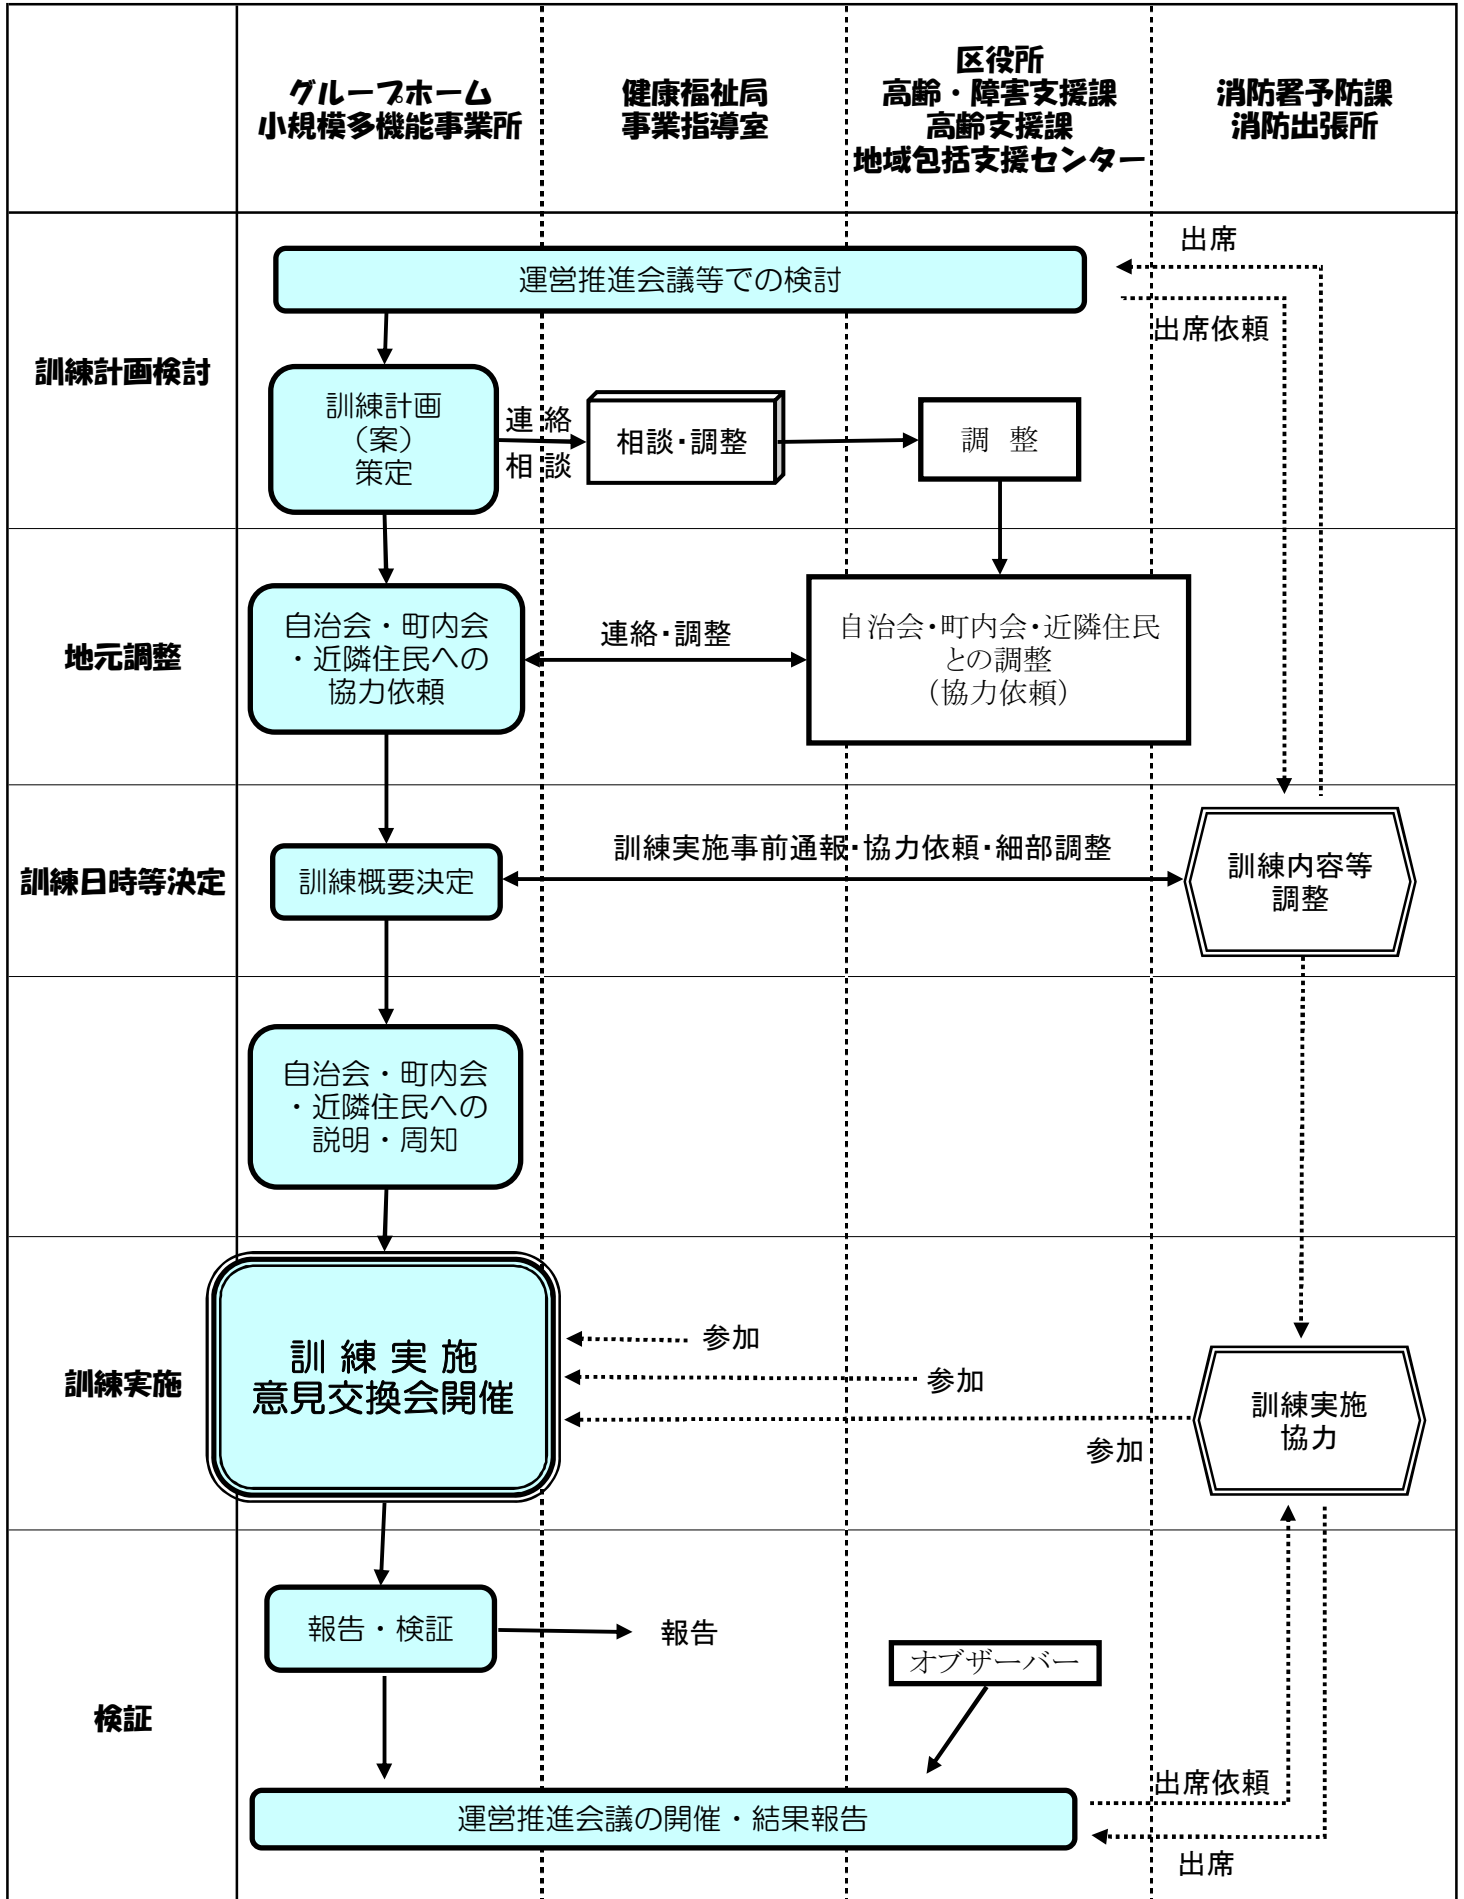 グループホーム
小規模多機能事業所
健康福祉局
事業指導室
区役所
高齢・障害支援課
高齢支援課
地域包括支援センター
消防署予防課
消防出張所
訓練計画検討
運営推進会議等での検討
出席
出席依頼
訓練計画
（案）
策定
連 絡
相 談
相談・調整
調 整
地元調整
自治会・町内会
・近隣住民への
協力依頼
連絡・調整
自治会・町内会・近隣住民
との調整
（協力依頼）
訓練日時等決定
訓練概要決定
訓練実施事前通報・協力依頼・細部調整
訓練内容等
調整
自治会・町内会
・近隣住民への
説明・周知
訓練実施
訓 練 実 施
意見交換会開催
参加
参加
参加
訓練実施
協力
検証
報告・検証
報告
オブザーバー
運営推進会議の開催・結果報告
出席依頼
出席